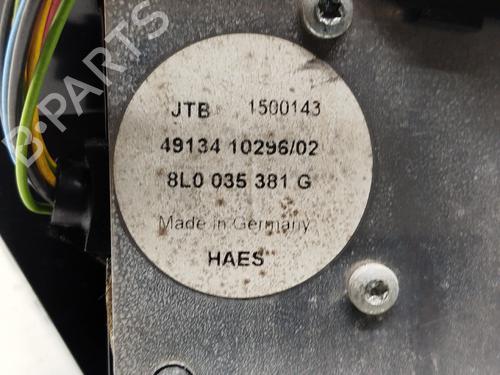 JTB 1500143
49134 10296/02
8L0 035 381 G
Made in Germany
HAES
B-PARTS